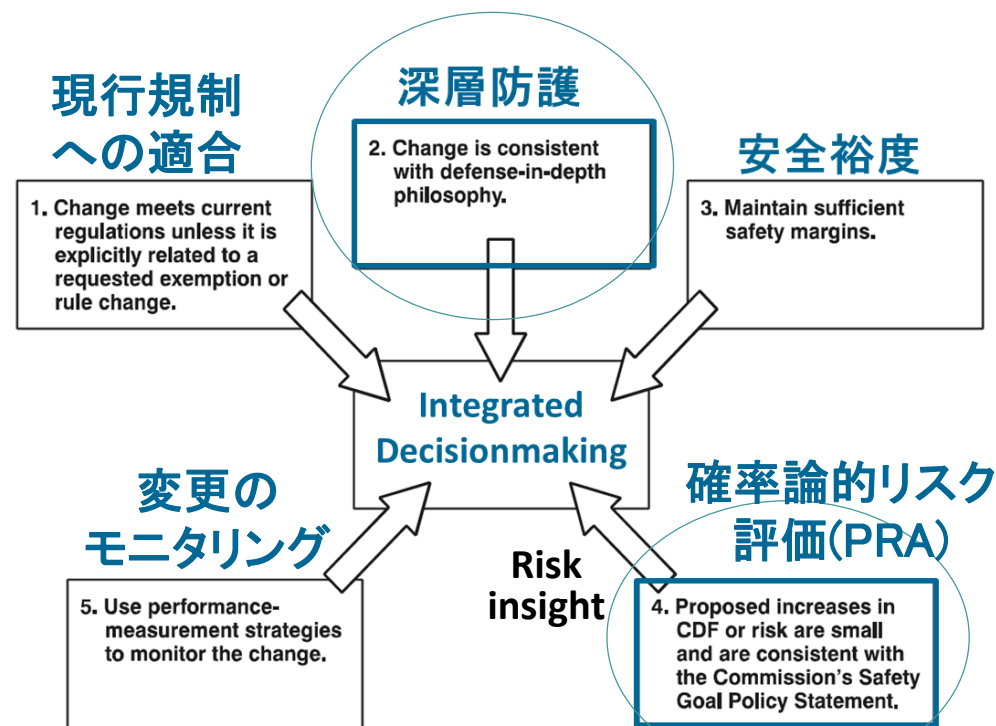 現行規制
への適合
1. Change meets current
regulations unless it is
explicitly related to a
requested exemption or
rule change.
深層防護
2. Change is consistent
with defense-in-depth
philosophy.
安全裕度
3. Maintain sufficient
safety margins.
Integrated
Decisionmaking
変更の
モニタリング
5. Use performance-
measurement strategies
to monitor the change.
Risk
insight
確率論的リスク
評価(PRA)
4. Proposed increases in
CDF or risk are small
and are consistent with
the Commission's Safety
Goal Policy Statement.